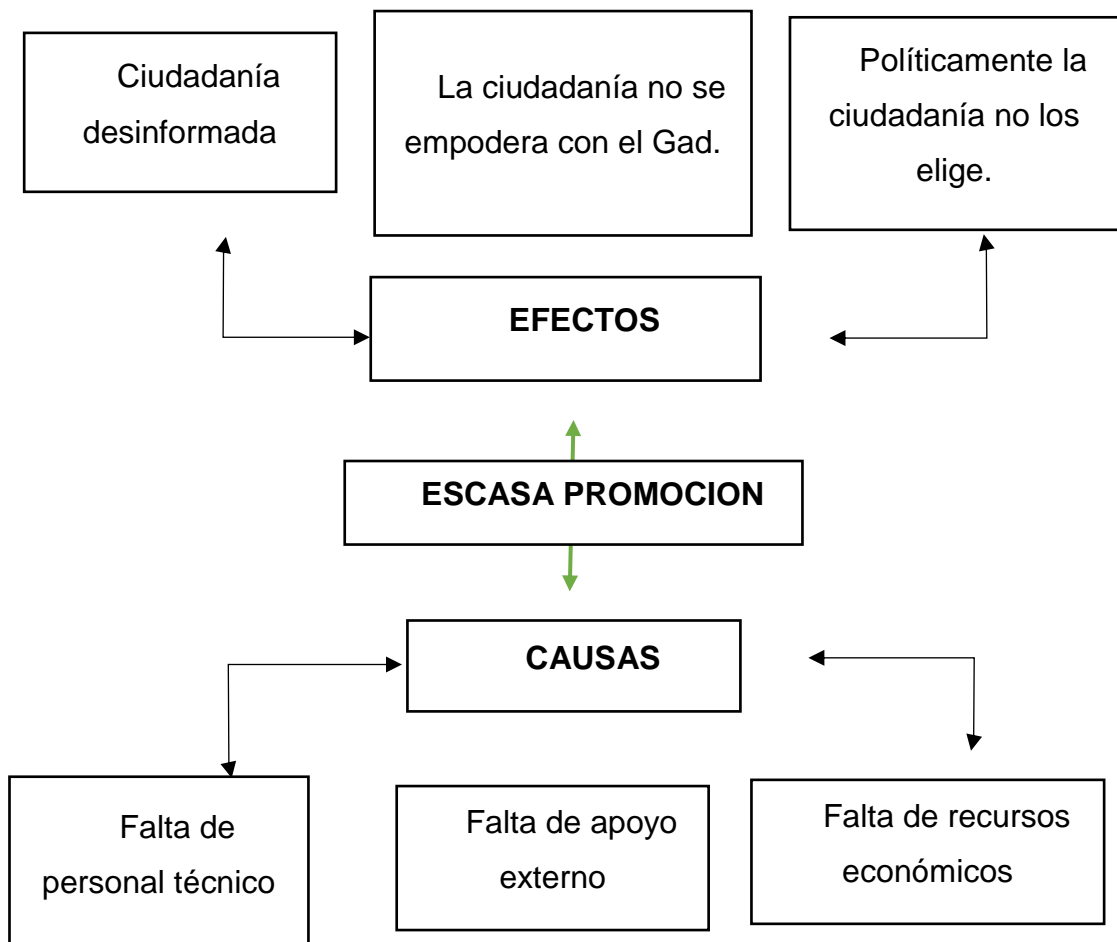 Ciudadanía
desinformada
La ciudadanía no se
empodera con el Gad.
Políticamente la
ciudadanía no los
elige.
EFECTOS
ESCASA PROMOCION
CAUSAS
Falta de
personal técnico
Falta de apoyo
externo
Falta de recursos
económicos